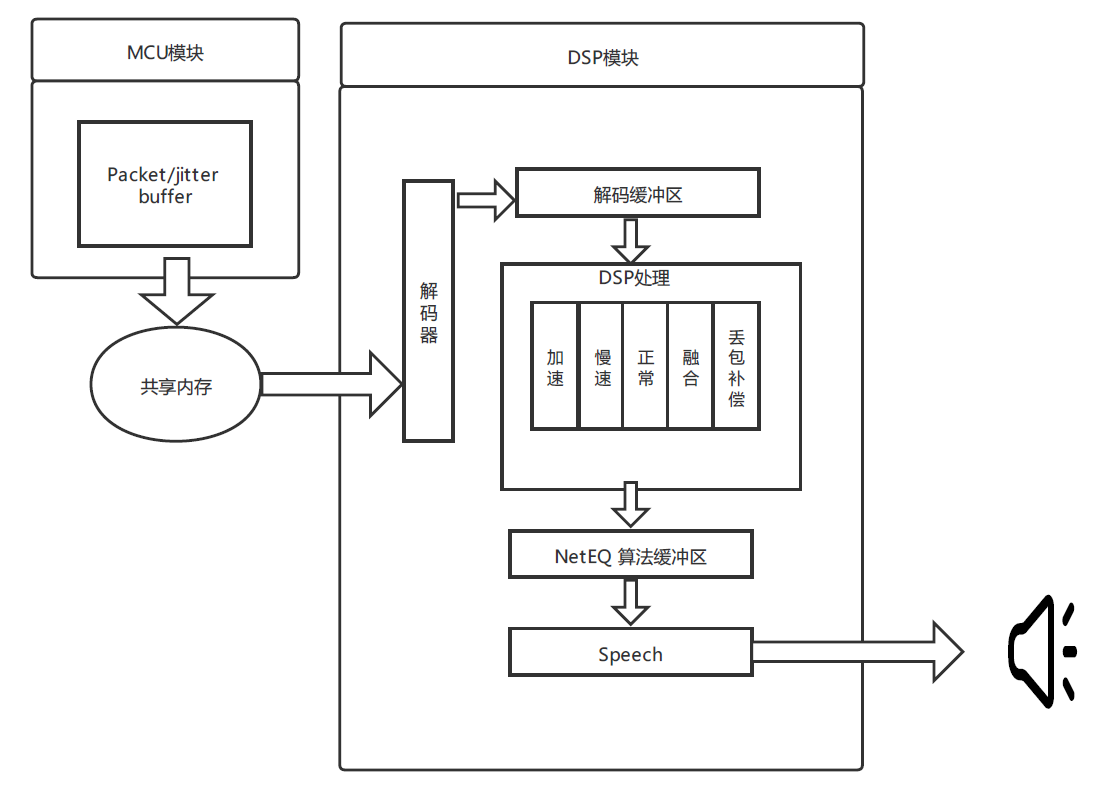 MCU模块
Packet/jitter
buffer
共享内存
DSP模块
解码器
解码缓冲区
DSP处理
加速
慢速
正常
融合
丢包补偿
NetEQ 算法缓冲区
Speech